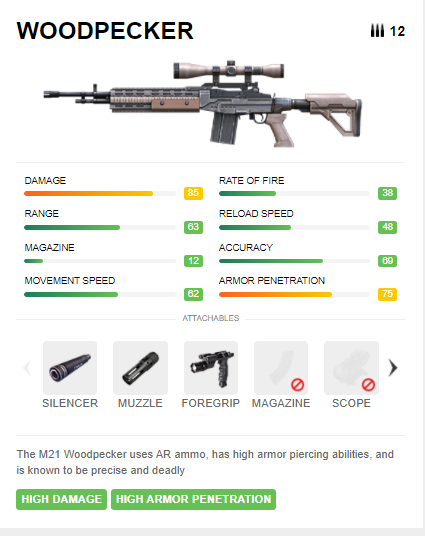 WOODPECKER 12
DAMAGE RATE OF FIRE
85 38
RANGE RELOAD SPEED
63 48
MAGAZINE ACCURACY
12 69
MOVEMENT SPEED ARMOR PENETRATION
62 75
ATTACHABLES
SILENCER MUZZLE FOREGRIP MAGAZINE SCOPE
The M21 Woodpecker uses AR ammo, has high armor piercing abilities, and
is known to be precise and deadly
HIGH DAMAGE HIGH ARMOR PENETRATION